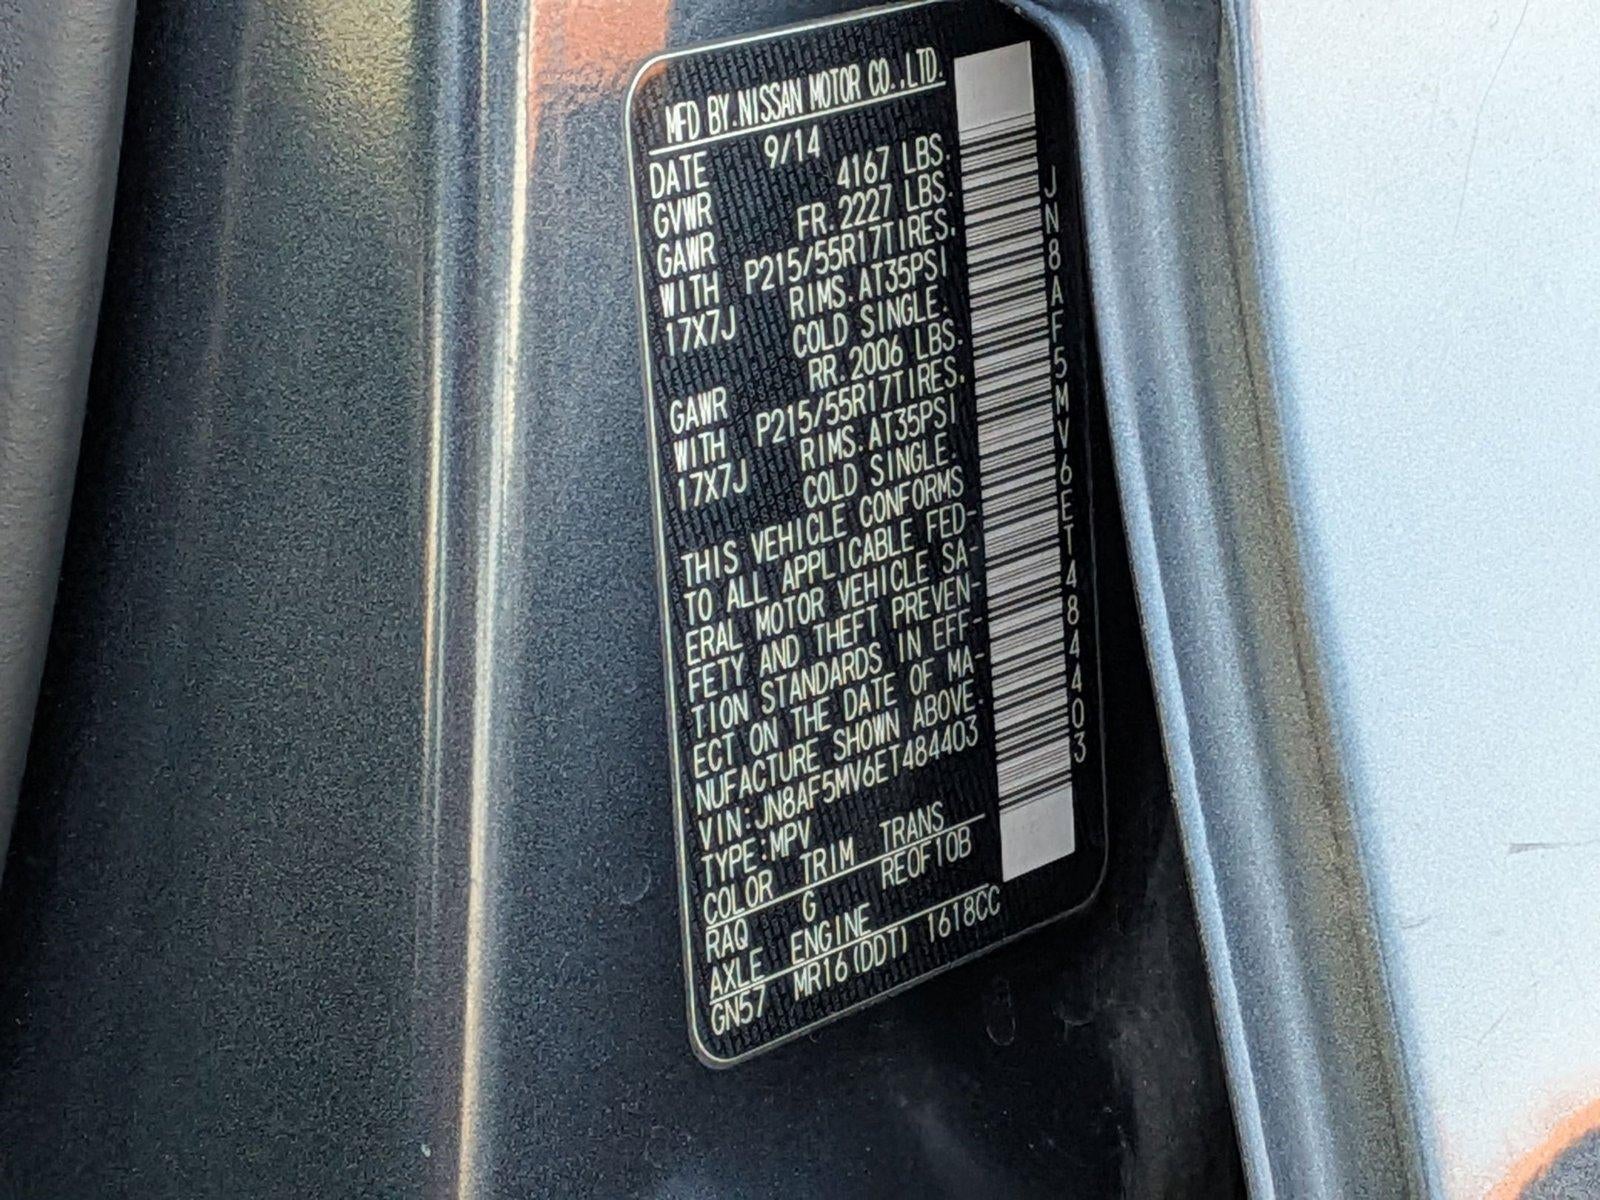 MFD BY.NISSAN MOTOR CO.,LTD.
DATE 9/14
GVWR 4167 LBS.
GAWR FR.2227 LBS.
WITH P215/55R17TIRES.
17X7J RIMS.AT35PSI
COLD SINGLE.
GAWR RR.2006 LBS.
WITH P215/55R17TIRES.
17X7J RIMS.AT35PSI
COLD SINGLE.
THIS VEHICLE CONFORMS
TO ALL APPLICABLE FED-
ERAL MOTOR VEHICLE SA-
FETY AND THEFT PREVEN-
TION STANDARDS IN EFF-
ECT ON THE DATE OF MA-
NUFACTURE SHOWN ABOVE.
VIN:JN8AF5MV6ET484403
TYPE:MPV
COLOR TRIM TRANS
RAQ G RE0F10B
AXLE ENGINE
GN57 MR16(DDT) 1618CC
JN8AF5MV6ET484403